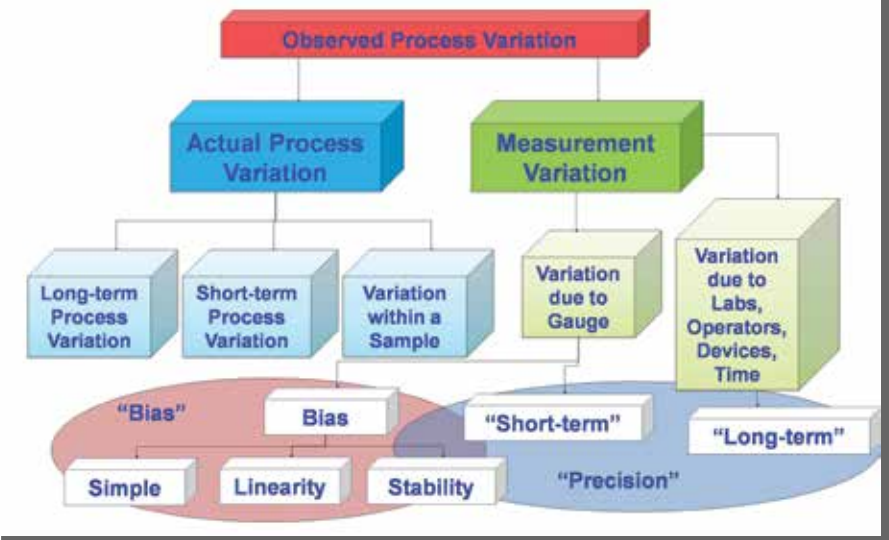 Observed Process Variation
Actual Process
Variation
Measurement
Variation
Long-term
Process
Variation
Short-term
Process
Variation
Variation
within a
Sample
Variation
due to
Gauge
Variation
due to
Labs,
Operators,
Devices,
Time
“Bias”
Bias
“Short-term”
“Long-term”
Simple
Linearity
Stability
“Precision”